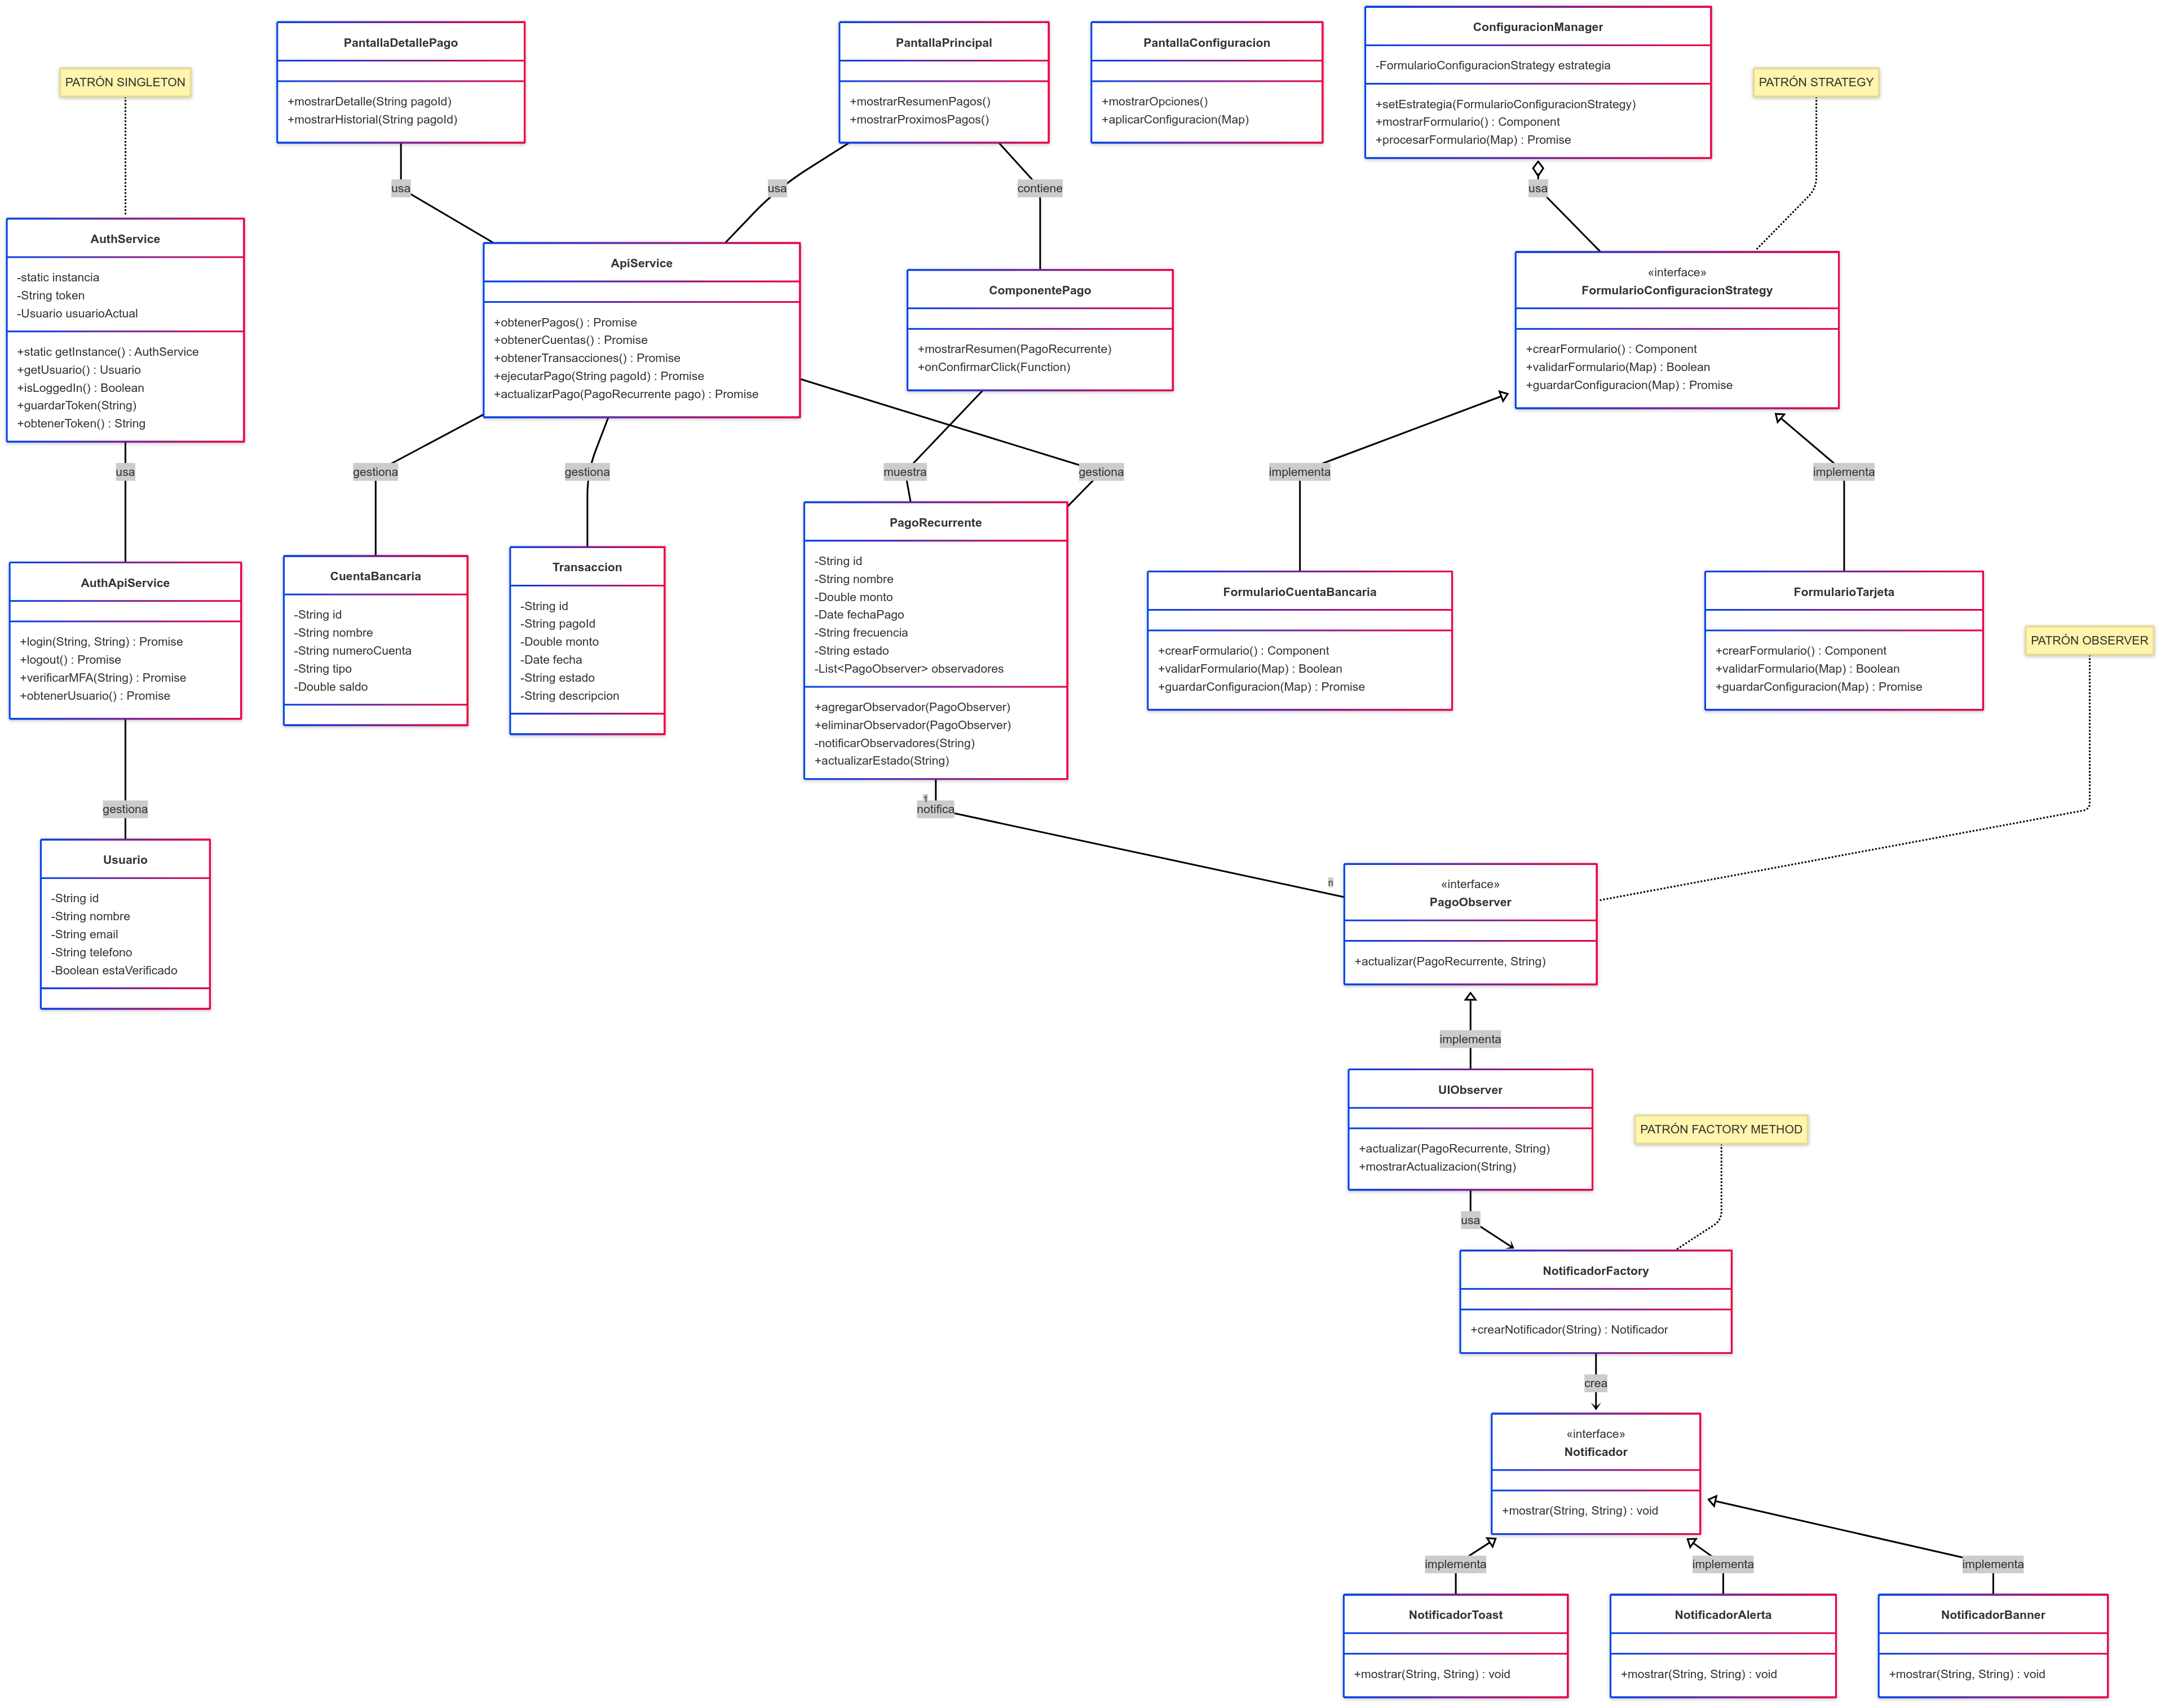 PantallaDetallePago
+mostrarDetalle(String pagoId)
+mostrarHistorial(String pagoId)
PantallaPrincipal
+mostrarResumenPagos()
+mostrarProximosPagos()
PantallaConfiguracion
+mostrarOpciones()
+aplicarConfiguracion(Map)
ConfiguracionManager
-FormularioConfiguracionStrategy estrategia
+setEstrategia(FormularioConfiguracionStrategy)
+mostrarFormulario() : Component
+procesarFormulario(Map) : Promise
PATRÓN SINGLETON
PATRÓN STRATEGY
usa
usa
contiene
usa
AuthService
-static instancia
-String token
-Usuario usuarioActual
+static getInstance() : AuthService
+getUsuario() : Usuario
+isLoggedIn() : Boolean
+guardarToken(String)
+obtenerToken() : String
ApiService
+obtenerPagos() : Promise
+obtenerCuentas() : Promise
+obtenerTransacciones() : Promise
+ejecutarPago(String pagoId) : Promise
+actualizarPago(PagoRecurrente pago) : Promise
ComponentePago
+mostrarResumen(PagoRecurrente)
+onConfirmarClick(Function)
«interface»
FormularioConfiguracionStrategy
+crearFormulario() : Component
+validarFormulario(Map) : Boolean
+guardarConfiguracion(Map) : Promise
usa
gestiona
gestiona
muestra
gestiona
implementa
implementa
AuthApiService
+login(String, String) : Promise
+logout() : Promise
+verificarMFA(String) : Promise
+obtenerUsuario() : Promise
CuentaBancaria
-String id
-String nombre
-String numeroCuenta
-String tipo
-Double saldo
Transaccion
-String id
-String pagoId
-Double monto
-Date fecha
-String estado
-String descripcion
PagoRecurrente
-String id
-String nombre
-Double monto
-Date fechaPago
-String frecuencia
-String estado
-List<PagoObserver> observadores
+agregarObservador(PagoObserver)
+eliminarObservador(PagoObserver)
-notificarObservadores(String)
+actualizarEstado(String)
FormularioCuentaBancaria
+crearFormulario() : Component
+validarFormulario(Map) : Boolean
+guardarConfiguracion(Map) : Promise
FormularioTarjeta
+crearFormulario() : Component
+validarFormulario(Map) : Boolean
+guardarConfiguracion(Map) : Promise
PATRÓN OBSERVER
gestiona
1
notifica
n
Usuario
-String id
-String nombre
-String email
-String telefono
-Boolean estaVerificado
«interface»
PagoObserver
+actualizar(PagoRecurrente, String)
implementa
UIObserver
+actualizar(PagoRecurrente, String)
+mostrarActualizacion(String)
PATRÓN FACTORY METHOD
usa
NotificadorFactory
+crearNotificador(String) : Notificador
crea
«interface»
Notificador
+mostrar(String, String) : void
implementa
implementa
implementa
NotificadorToast
+mostrar(String, String) : void
NotificadorAlerta
+mostrar(String, String) : void
NotificadorBanner
+mostrar(String, String) : void